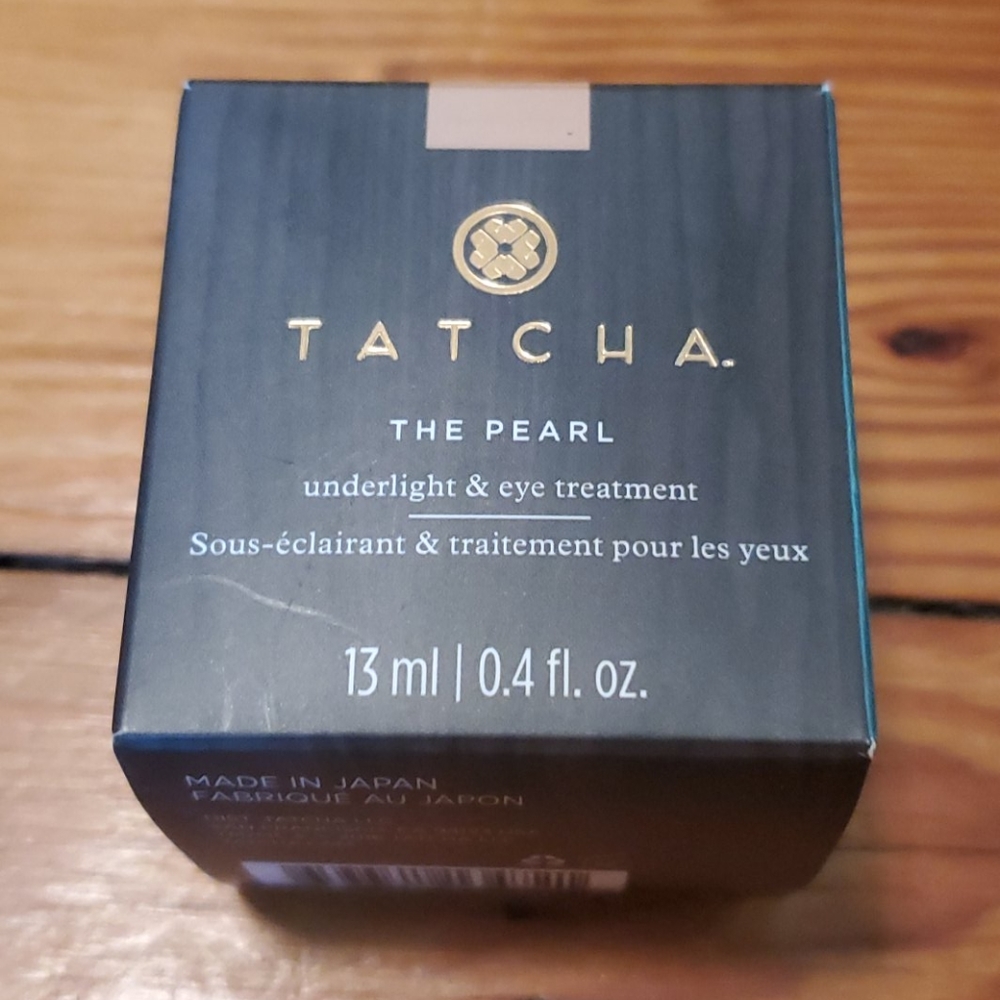 TATCHA.
THE PEARL
underlight & eye treatment
Sous-éclairant & traitement pour les yeux
13 ml | 0.4 fl. oz.
MADE IN JAPAN
FABRIQUÉ AU JAPON